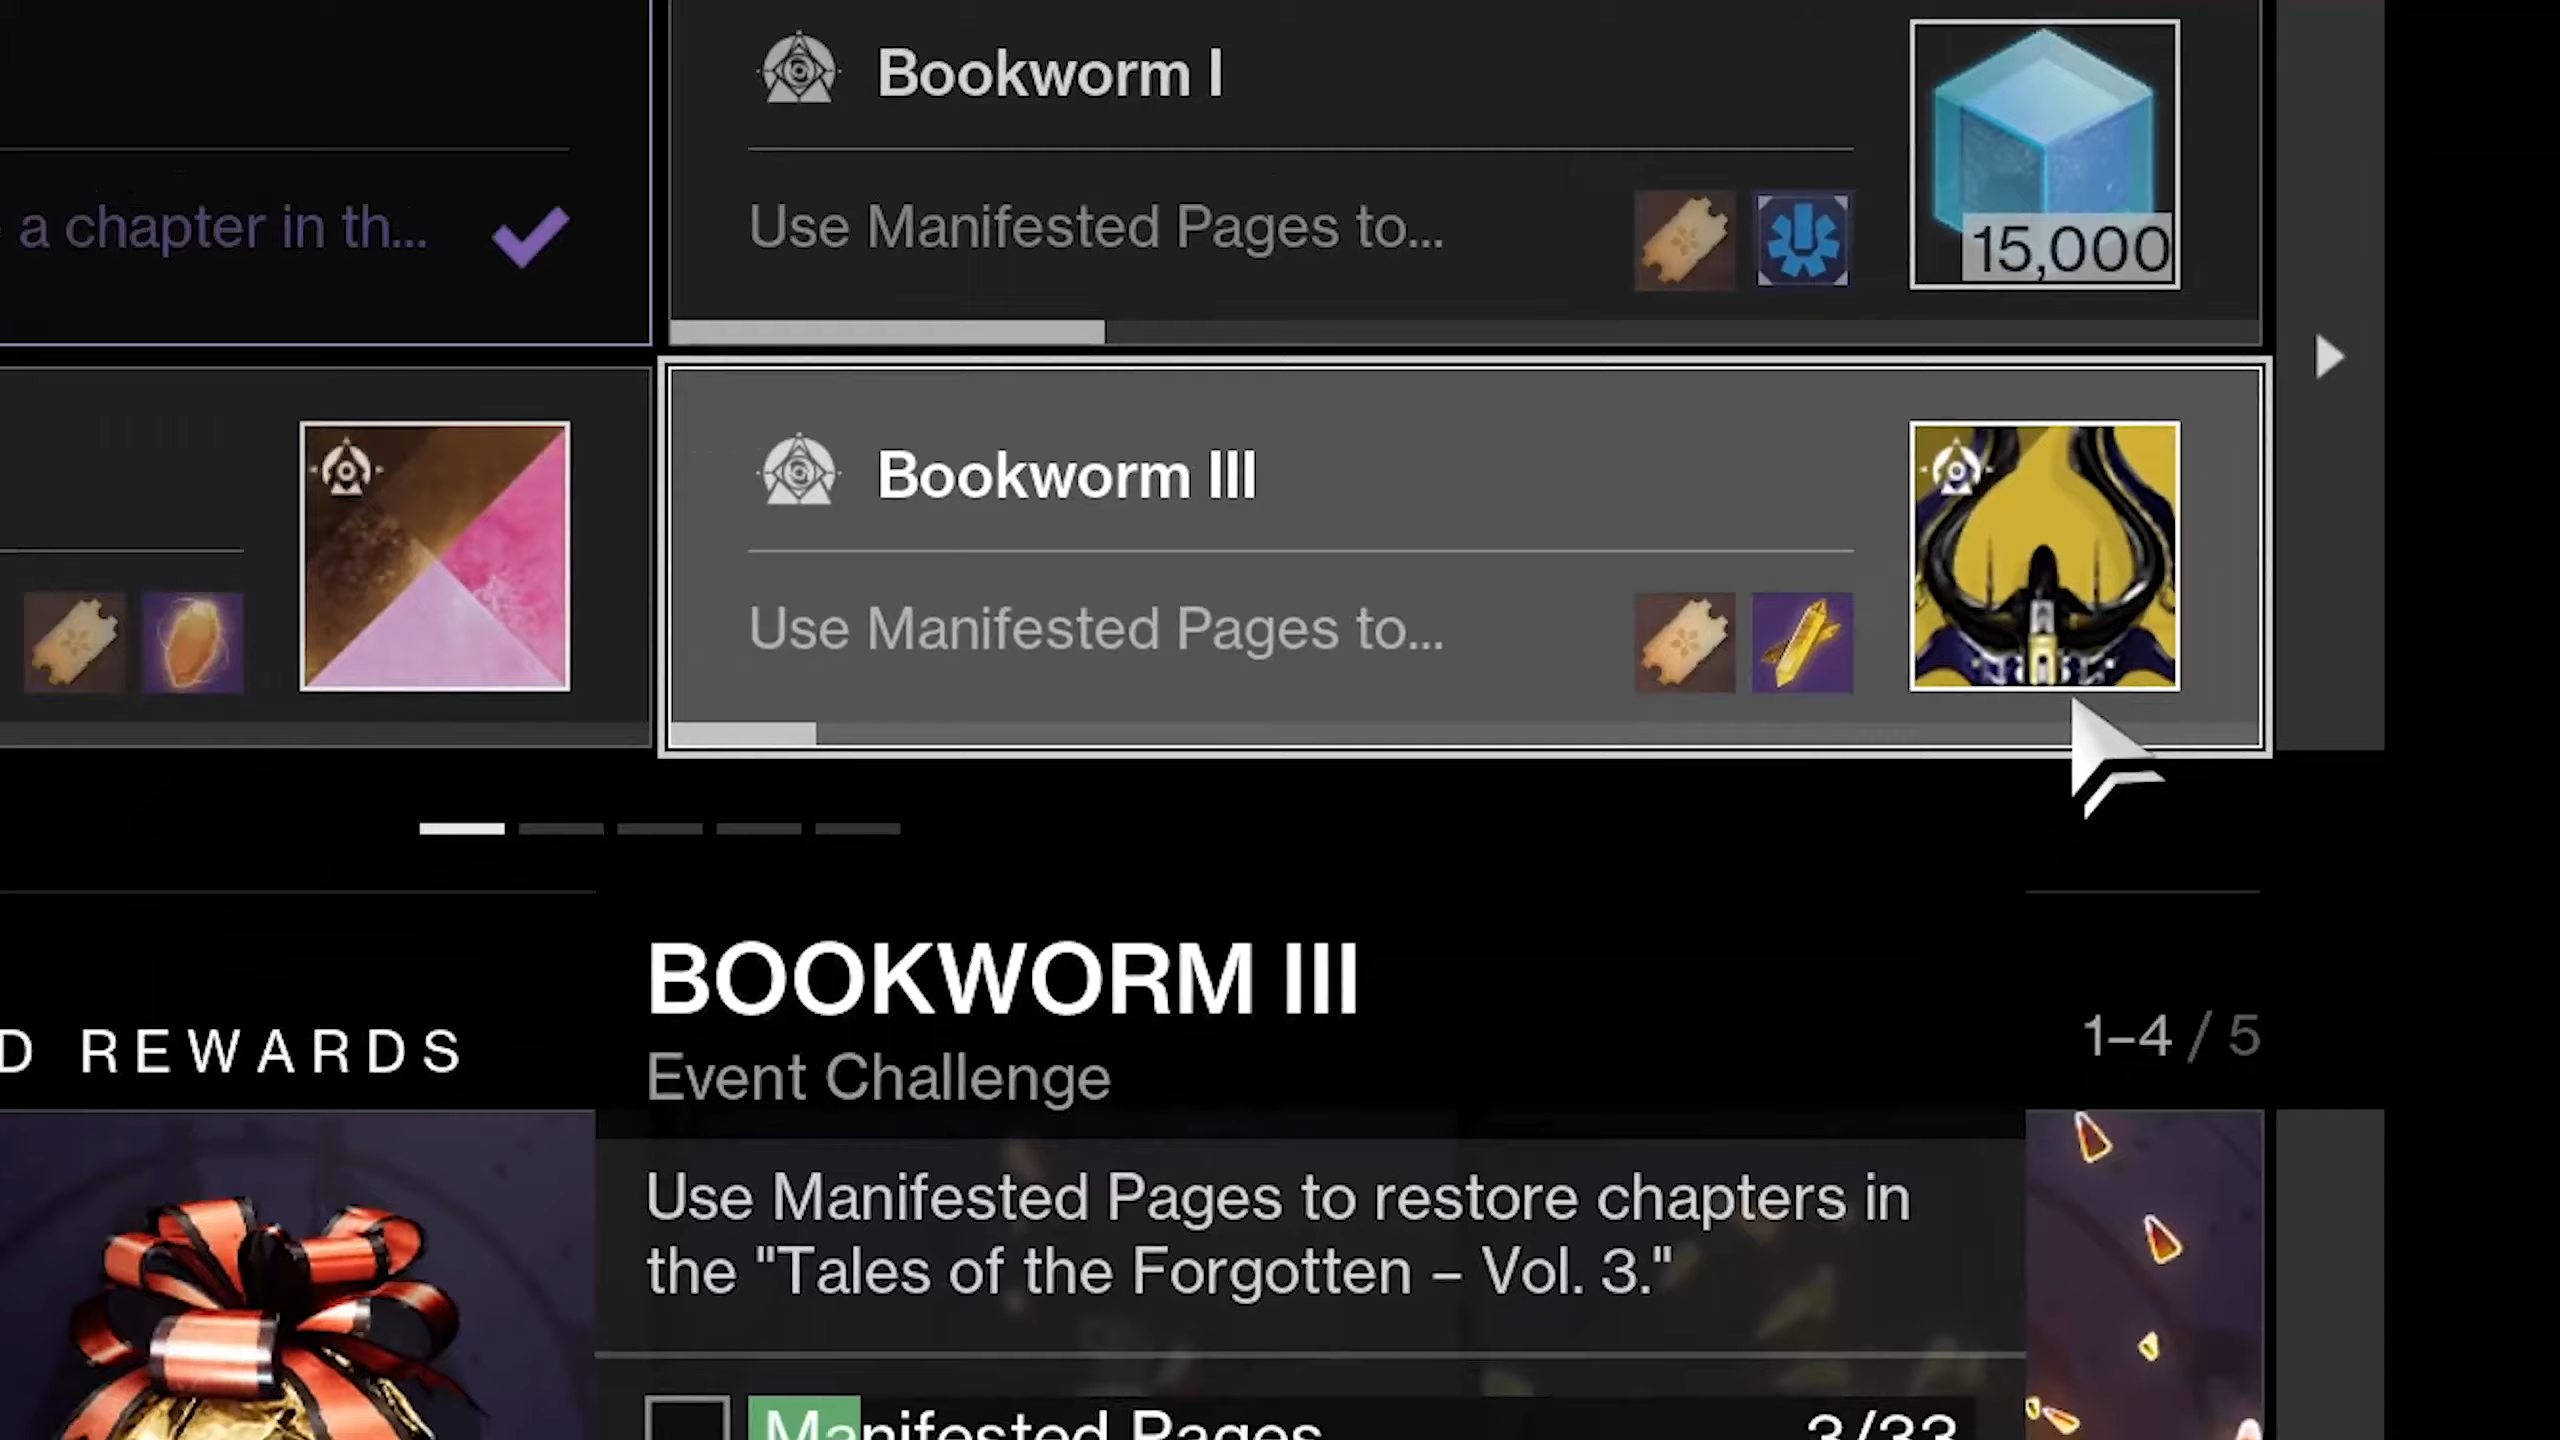 Bookworm I
a chapter in th...
Use Manifested Pages to...
15,000
Bookworm III
Use Manifested Pages to...
BOOKWORM III
1–4 / 5
D REWARDS
Event Challenge
Use Manifested Pages to restore chapters in
the "Tales of the Forgotten – Vol. 3."
Manifested Pages 3/33